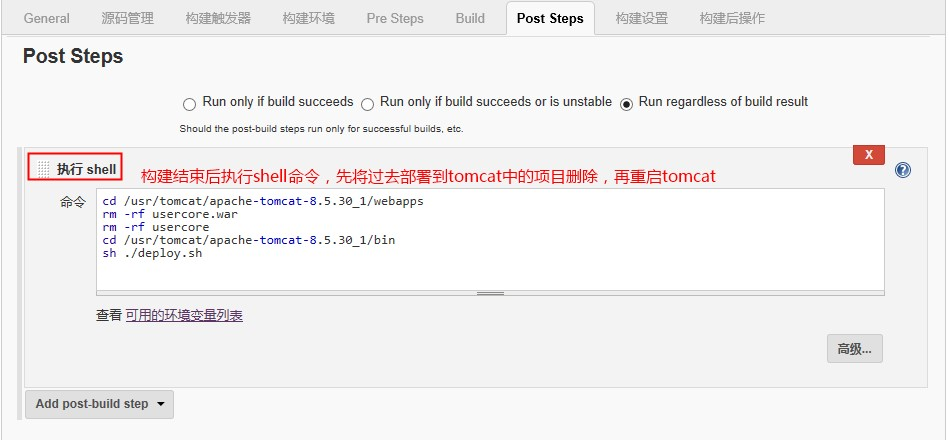 General 源码管理 构建触发器 构建环境 Pre Steps Build Post Steps 构建设置 构建后操作
Post Steps
Run only if build succeeds Run only if build succeeds or is unstable Run regardless of build result
Should the post-build steps run only for successful builds, etc.
X
执行 shell 构建结束后执行shell命令，先将过去部署到tomcat中的项目删除，再重启tomcat ?
命令 cd /usr/tomcat/apache-tomcat-8.5.30_1/webapps
rm -rf usercore.war
rm -rf usercore
cd /usr/tomcat/apache-tomcat-8.5.30_1/bin
sh ./deploy.sh
查看 可用的环境变量列表
高级...
Add post-build step